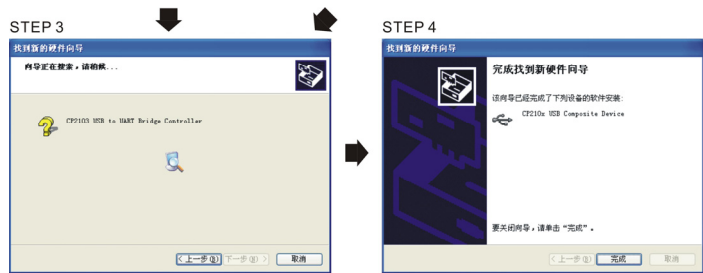 STEP 3
找到新的硬件向导
向导正在搜索，请稍候...
CP2103 USB to UART Bridge Controller
< 上一步(B)
下一步(N) >
取消
STEP 4
找到新的硬件向导
完成找到新硬件向导
该向导已经完成了下列设备的软件安装:
CP210x USB Composite Device
要关闭向导，请单击“完成”。
< 上一步(B)
完成
取消